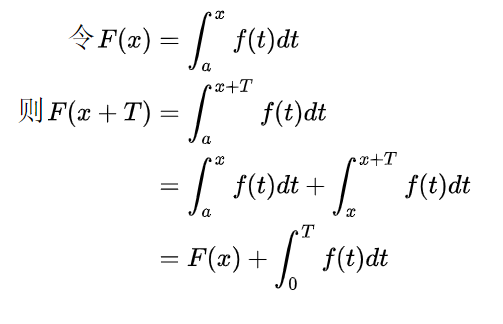 令 F(x) = ∫_a^x f(t)dt
则 F(x + T) = ∫_a^{x+T} f(t)dt
= ∫_a^x f(t)dt + ∫_x^{x+T} f(t)dt
= F(x) + ∫_0^T f(t)dt